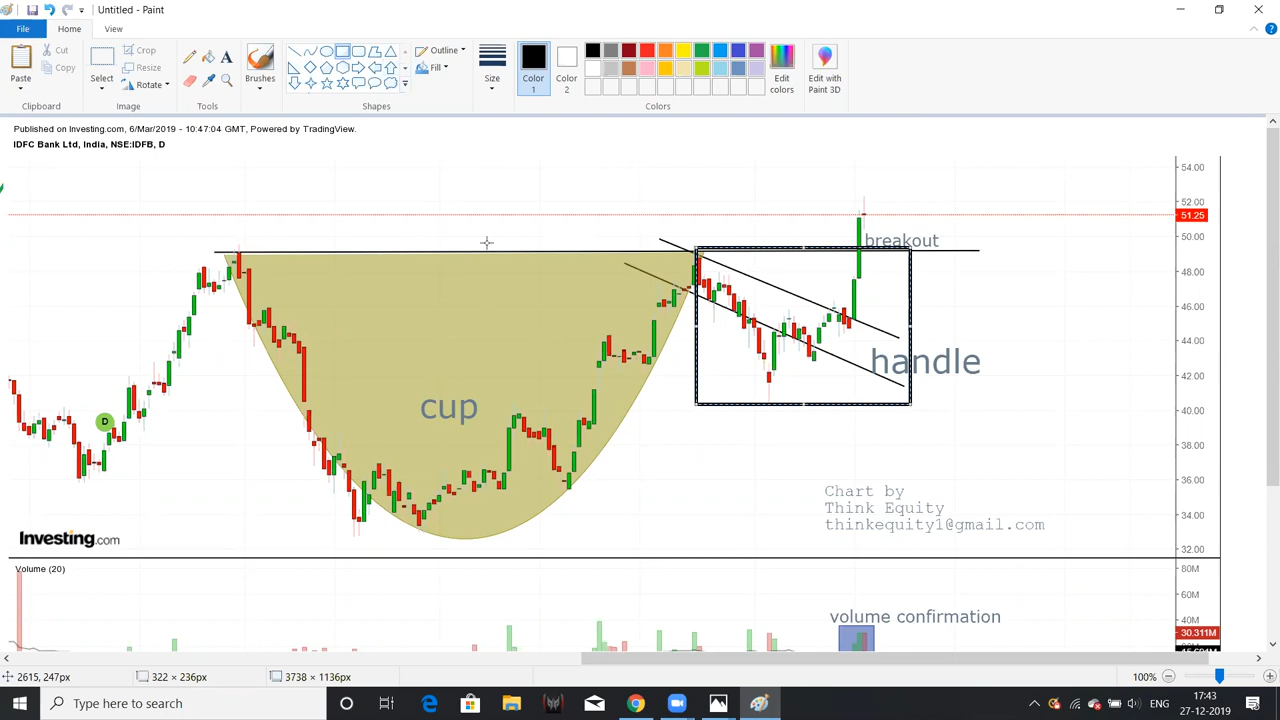 Untitled - Paint
File
Home
View
Paste
Cut
Copy
Clipboard
Select
Crop
Resize
Rotate
Image
A
Tools
Brushes
Shapes
Outline
Fill
Size
Color
1
Color
2
Colors
Edit
colors
Edit with
Paint 3D
Published on Investing.com, 6/Mar/2019 - 10:47:04 GMT, Powered by TradingView.
IDFC Bank Ltd, India, NSE:IDFB, D
54.00
52.00
51.25
50.00
48.00
46.00
44.00
42.00
40.00
38.00
36.00
34.00
32.00
breakout
handle
cup
D
Chart by
Think Equity
thinkequity1@gmail.com
Investing.com
Volume (20)
80M
60M
40M
30.311M
volume confirmation
2615, 247px
322 × 236px
3738 × 1136px
100%
Type here to search
ENG
17:43
27-12-2019